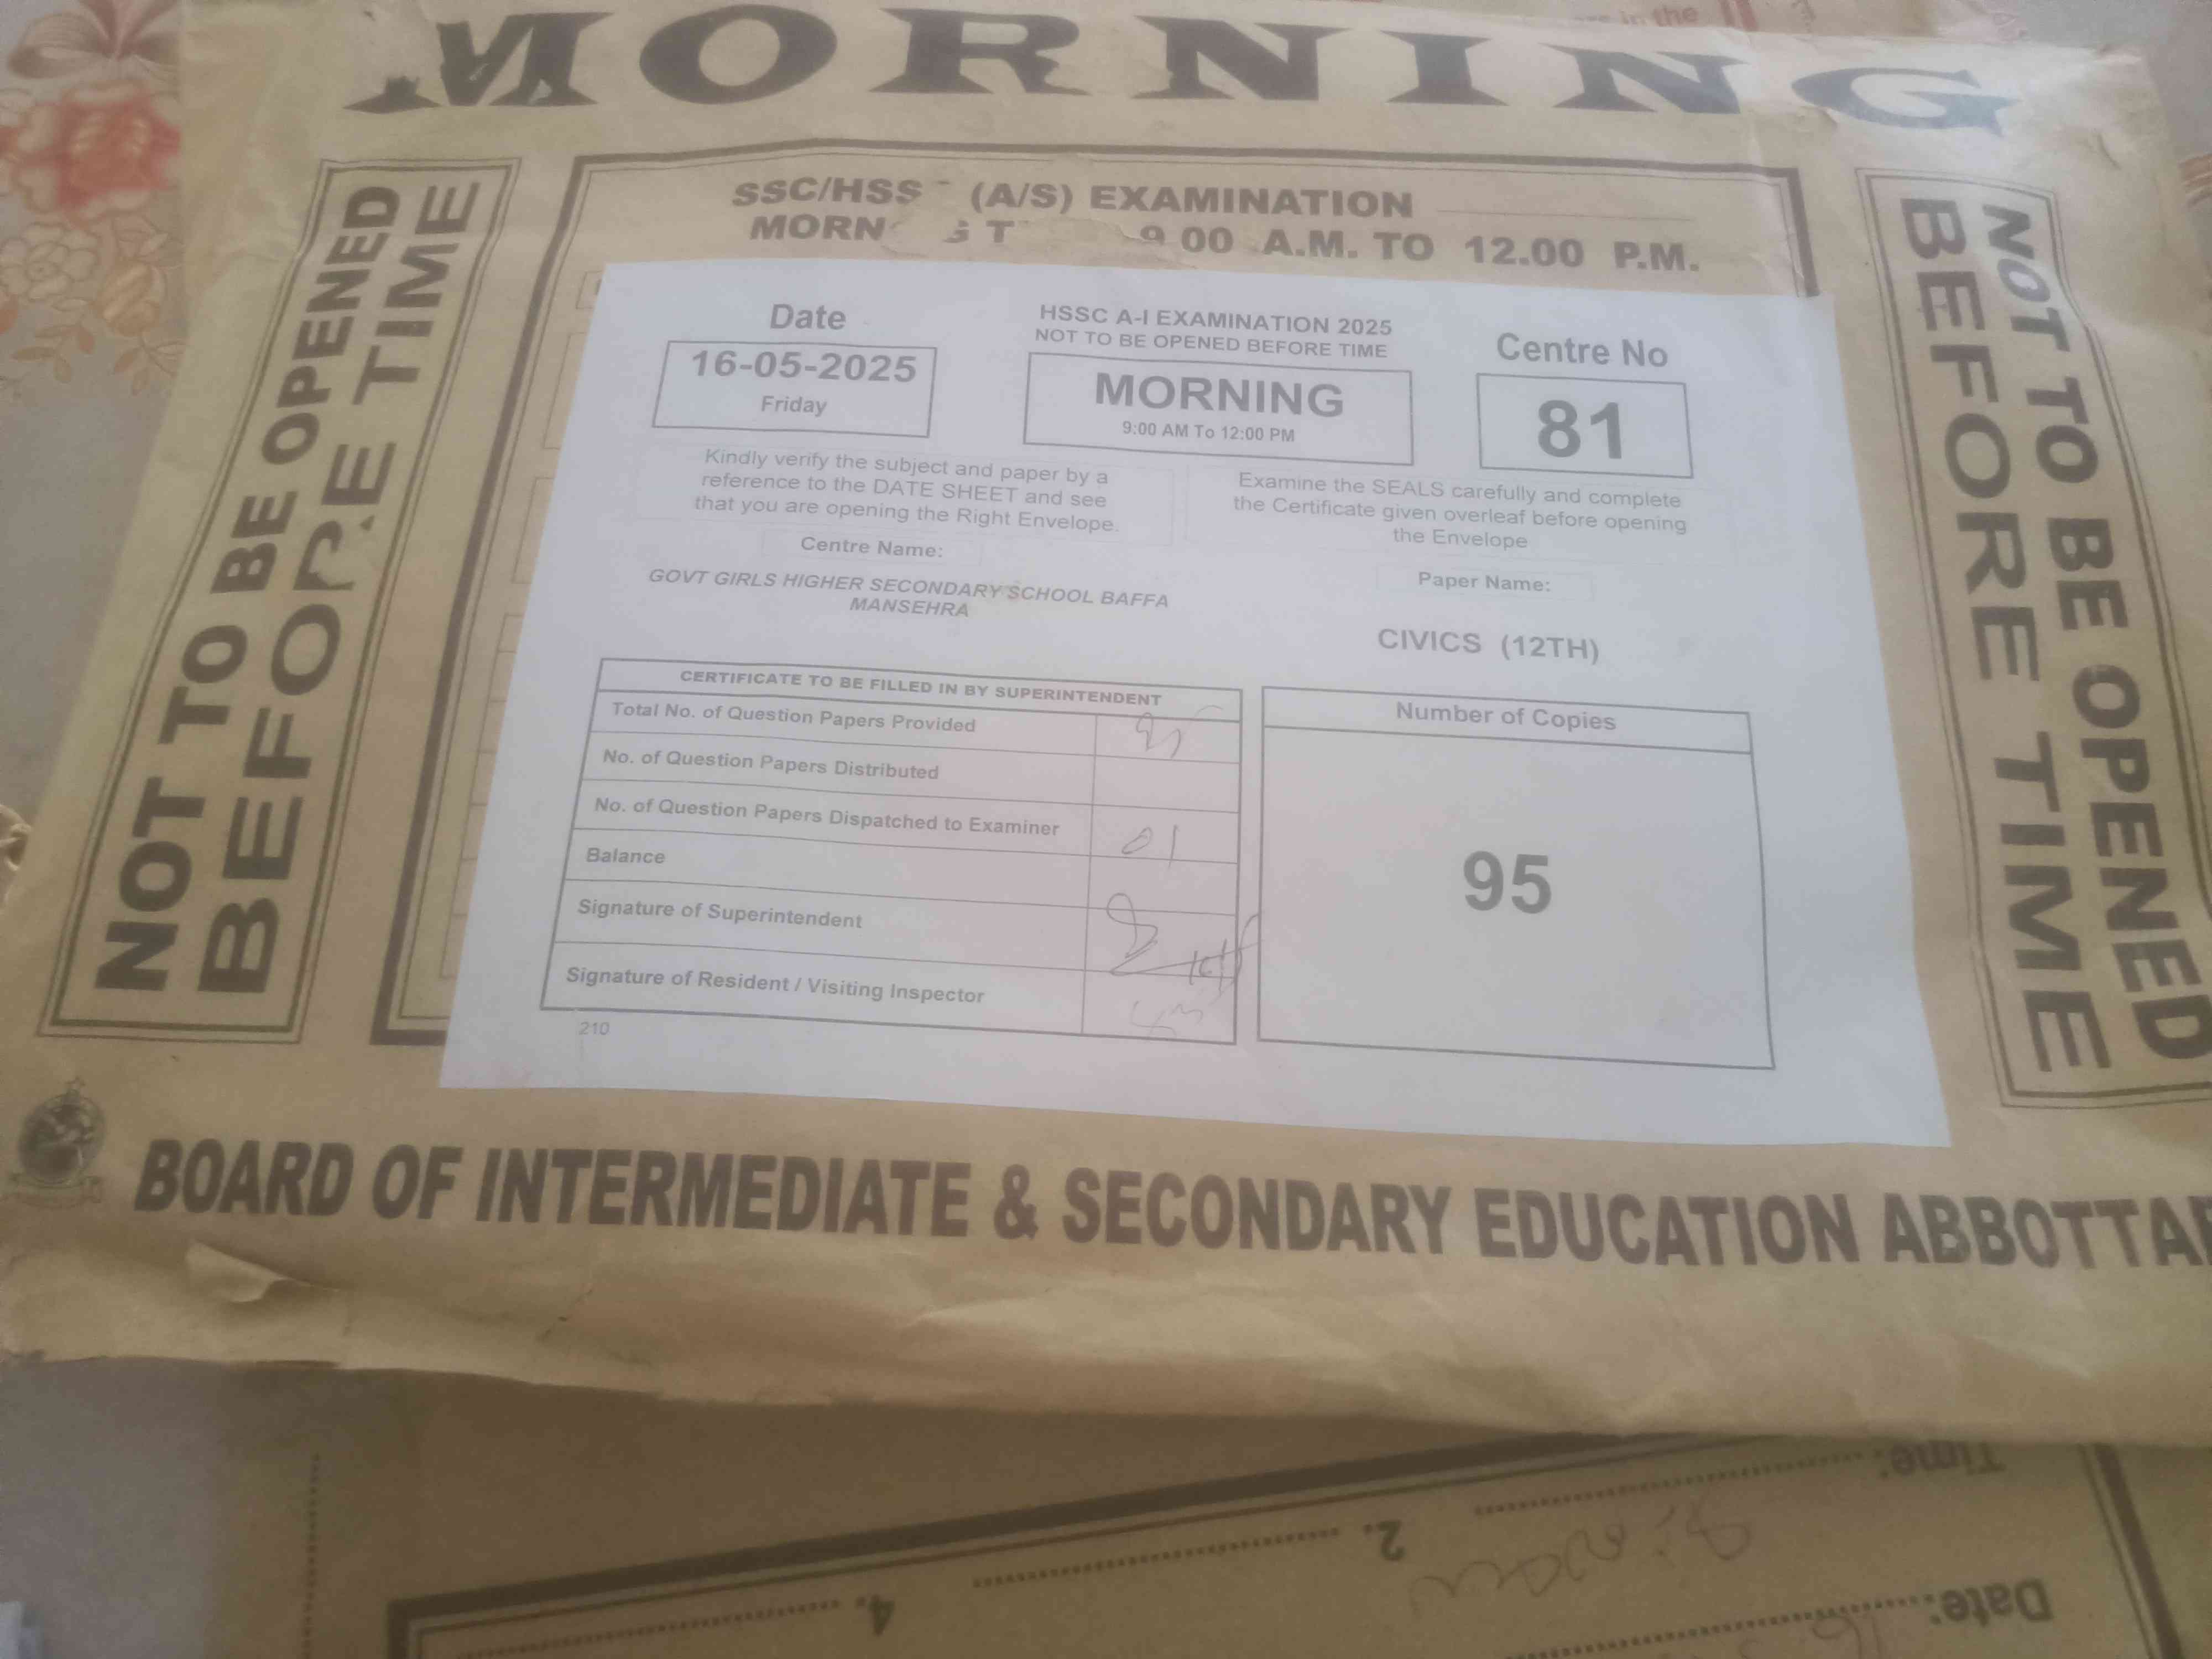 in the
MORNING
NOT TO BE OPENED
BEFORE TIME
SSC/HSS (A/S) EXAMINATION
MORN G T 9 00 A.M. TO 12.00 P.M.
NOT TO BE OPENED
BEFORE TIME
Date
16-05-2025
Friday
HSSC A-I EXAMINATION 2025
NOT TO BE OPENED BEFORE TIME
MORNING
9:00 AM To 12:00 PM
Centre No
81
Kindly verify the subject and paper by a
reference to the DATE SHEET and see
that you are opening the Right Envelope.
Examine the SEALS carefully and complete
the Certificate given overleaf before opening
the Envelope
Centre Name:
GOVT GIRLS HIGHER SECONDARY SCHOOL BAFFA
MANSEHRA
Paper Name:
CIVICS (12TH)
CERTIFICATE TO BE FILLED IN BY SUPERINTENDENT
Total No. of Question Papers Provided 95
No. of Question Papers Distributed
No. of Question Papers Dispatched to Examiner 01
Balance
Signature of Superintendent
Signature of Resident / Visiting Inspector
210
Number of Copies
95
BOARD OF INTERMEDIATE & SECONDARY EDUCATION ABBOTTA
Time:
2.
Date:
4.